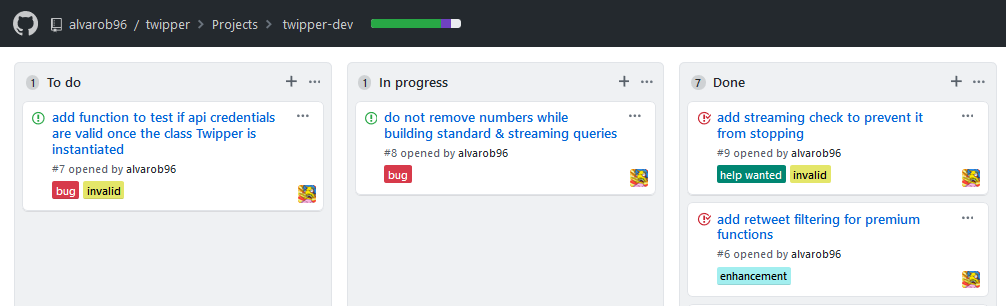 alvarob96 / twipper Projects twipper-dev
1 To do
add function to test if api credentials
are valid once the class Twipper is
instantiated
#7 opened by alvarob96
bug invalid
1 In progress
do not remove numbers while
building standard & streaming queries
#8 opened by alvarob96
bug
7 Done
add streaming check to prevent it
from stopping
#9 opened by alvarob96
help wanted invalid
add retweet filtering for premium
functions
#6 opened by alvarob96
enhancement